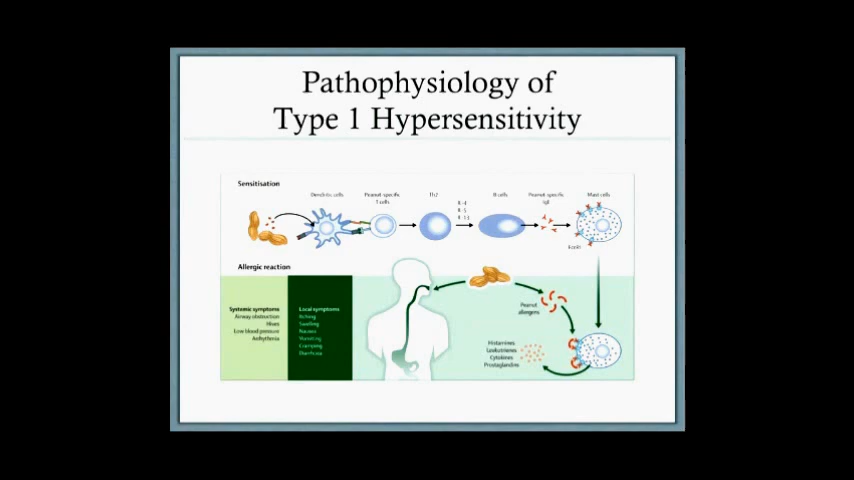 Pathophysiology of
Type 1 Hypersensitivity
Sensitisation
Dendritic cells
Peanut-specific
T cells
Th2
IL-4
IL-5
IL-13
B cells
Peanut-specific
IgE
Mast cells
FcεRI
Allergic reaction
Systemic symptoms
Airway obstruction
Hives
Low blood pressure
Arrhythmia
Local symptoms
Itching
Swelling
Nausea
Vomiting
Cramping
Diarrhoea
Peanut
allergens
Histamines
Leukotrienes
Cytokines
Prostaglandins